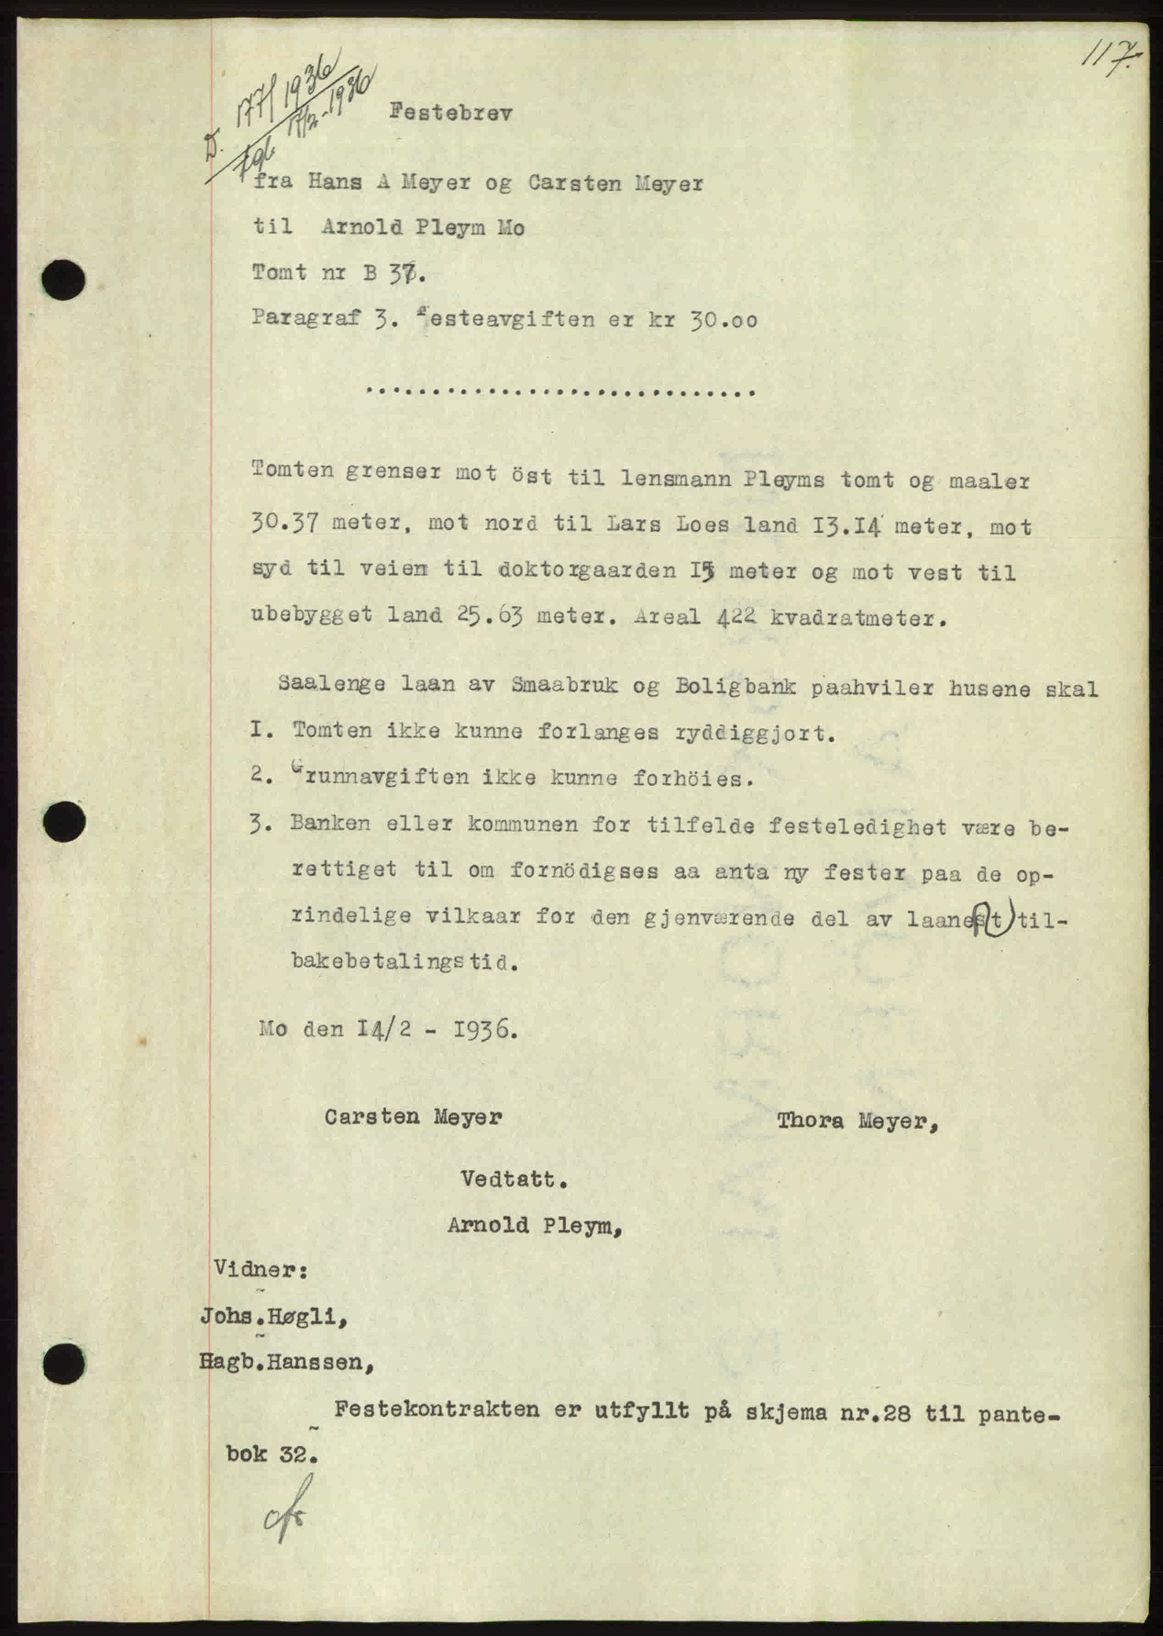 117.
D. 177/1936
Tgb. 17/2-1936
Festebrev
fra Hans A Meyer og Carsten Meyer
til Arnold Pleym Mo
Tomt nr B 37.
Paragraf 3. festeavgiften er kr 30.oo
..............................
Tomten grenser mot öst til lensmann Pleyms tomt og maaler
30.37 meter, mot nord til Lars Loes land I3.I4 meter, mot
syd til veien til doktorgaarden I5 meter og mot vest til
ubebygget land 25.63 meter. Areal 422 kvadratmeter.
Saalenge laan av Smaabruk og Boligbank paahviler husene skal
I. Tomten ikke kunne forlanges ryddiggjort.
2. Grunnavgiften ikke kunne forhöies.
3. Banken eller kommunen for tilfelde festeledighet være be-
rettiget til om fornödigses aa anta ny fester paa de op-
rindelige vilkaar for den gjenværende del av laanest til-
bakebetalingstid.
Mo den I4/2 - I936.
Carsten Meyer Thora Meyer,
Vedtatt.
Arnold Pleym,
Vidner:
Johs.Høgli,
Hagb.Hanssen,
Festekontrakten er utfyllt på skjema nr.28 til pante-
bok 32.